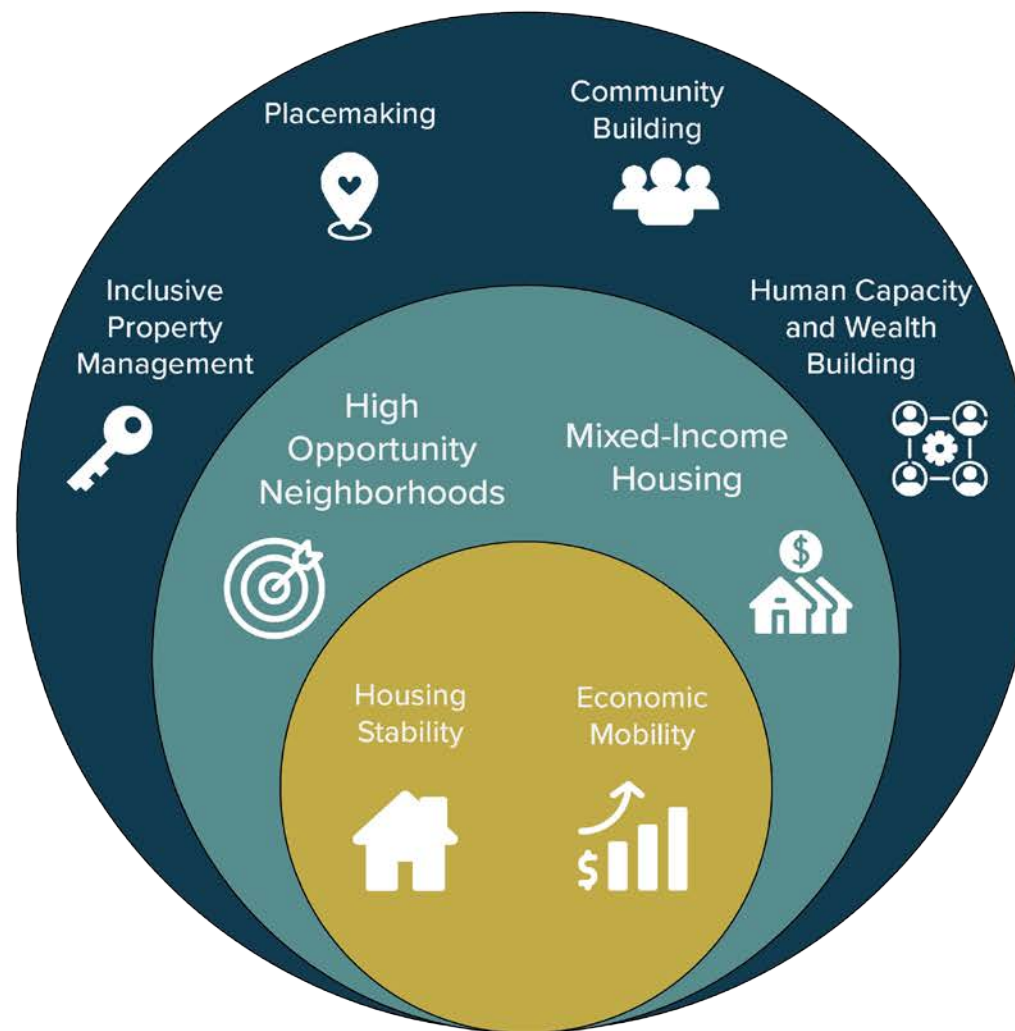 Placemaking
Community
Building
Inclusive
Property
Management
Human Capacity
and Wealth
Building
High
Opportunity
Neighborhoods
Mixed-Income
Housing
$
Housing
Stability
Economic
Mobility
$